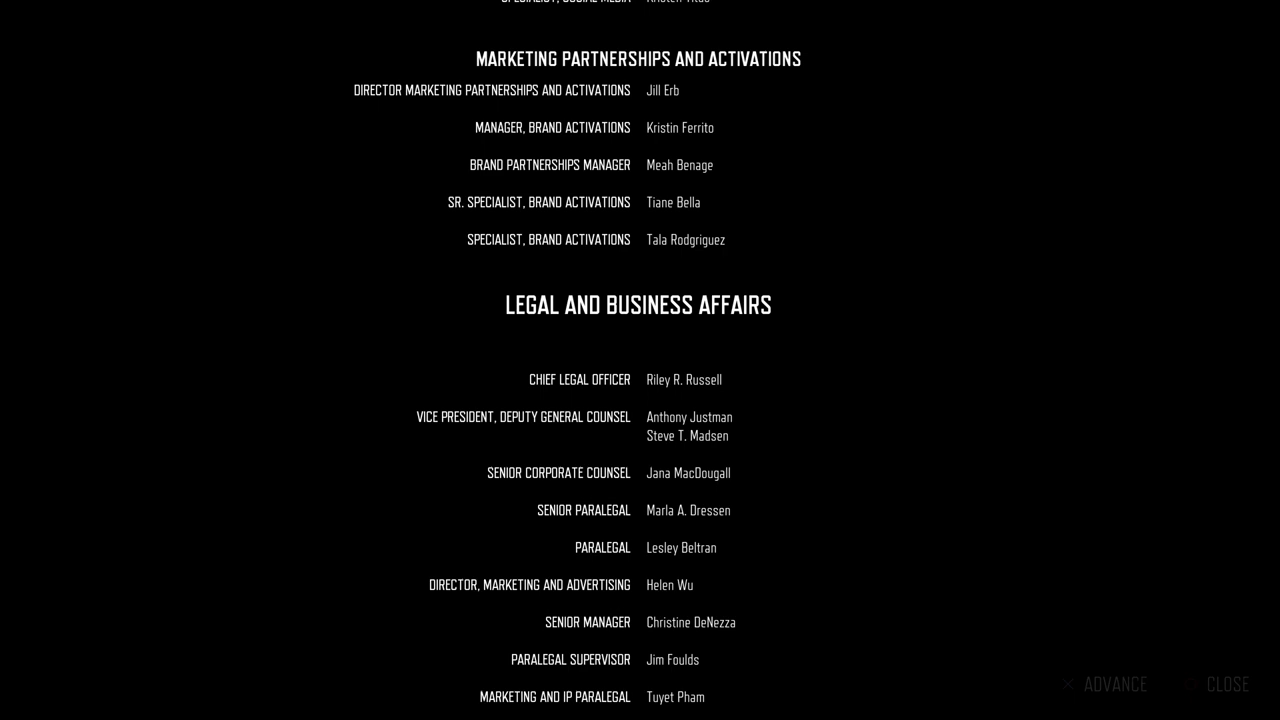 MARKETING PARTNERSHIPS AND ACTIVATIONS
DIRECTOR MARKETING PARTNERSHIPS AND ACTIVATIONS Jill Erb
MANAGER, BRAND ACTIVATIONS Kristin Ferrito
BRAND PARTNERSHIPS MANAGER Meah Benage
SR. SPECIALIST, BRAND ACTIVATIONS Tiane Bella
SPECIALIST, BRAND ACTIVATIONS Tala Rodgriguez
LEGAL AND BUSINESS AFFAIRS
CHIEF LEGAL OFFICER Riley R. Russell
VICE PRESIDENT, DEPUTY GENERAL COUNSEL Anthony Justman
Steve T. Madsen
SENIOR CORPORATE COUNSEL Jana MacDougall
SENIOR PARALEGAL Marla A. Dressen
PARALEGAL Lesley Beltran
DIRECTOR, MARKETING AND ADVERTISING Helen Wu
SENIOR MANAGER Christine DeNezza
PARALEGAL SUPERVISOR Jim Foulds
MARKETING AND IP PARALEGAL Tuyet Pham
ADVANCE CLOSE